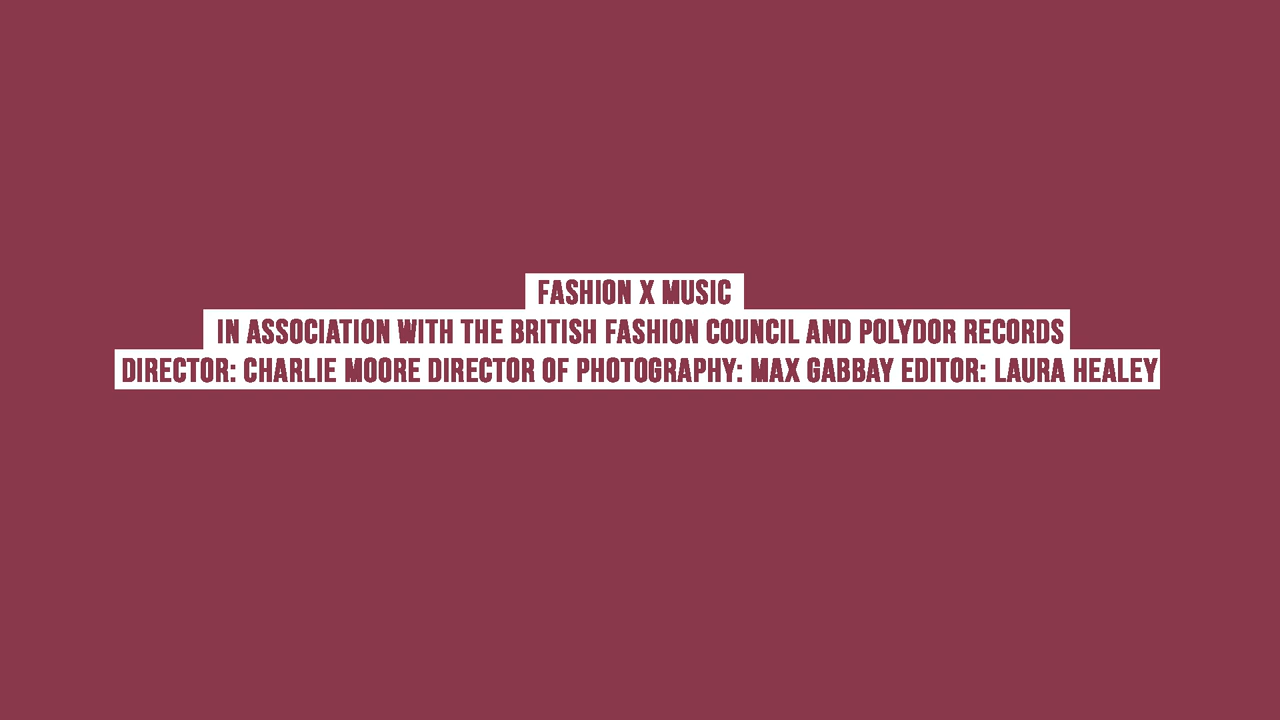 FASHION X MUSIC
IN ASSOCIATION WITH THE BRITISH FASHION COUNCIL AND POLYDOR RECORDS
DIRECTOR: CHARLIE MOORE DIRECTOR OF PHOTOGRAPHY: MAX GABBAY EDITOR: LAURA HEALEY